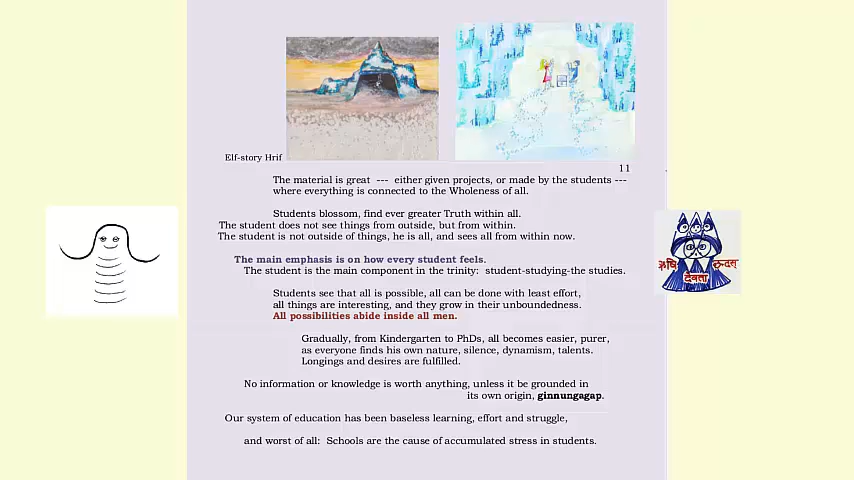 Elf-story Hrif
11
The material is great --- either given projects, or made by the students ---
where everything is connected to the Wholeness of all.
Students blossom, find ever greater Truth within all.
The student does not see things from outside, but from within.
The student is not outside of things, he is all, and sees all from within now.
The main emphasis is on how every student feels.
The student is the main component in the trinity: student-studying-the studies.
Students see that all is possible, all can be done with least effort,
all things are interesting, and they grow in their unboundedness.
All possibilities abide inside all men.
Gradually, from Kindergarten to PhDs, all becomes easier, purer,
as everyone finds his own nature, silence, dynamism, talents.
Longings and desires are fulfilled.
No information or knowledge is worth anything, unless it be grounded in
its own origin, ginnungagap.
Our system of education has been baseless learning, effort and struggle,
and worst of all: Schools are the cause of accumulated stress in students.
ऋषि
छन्दस्
देवता